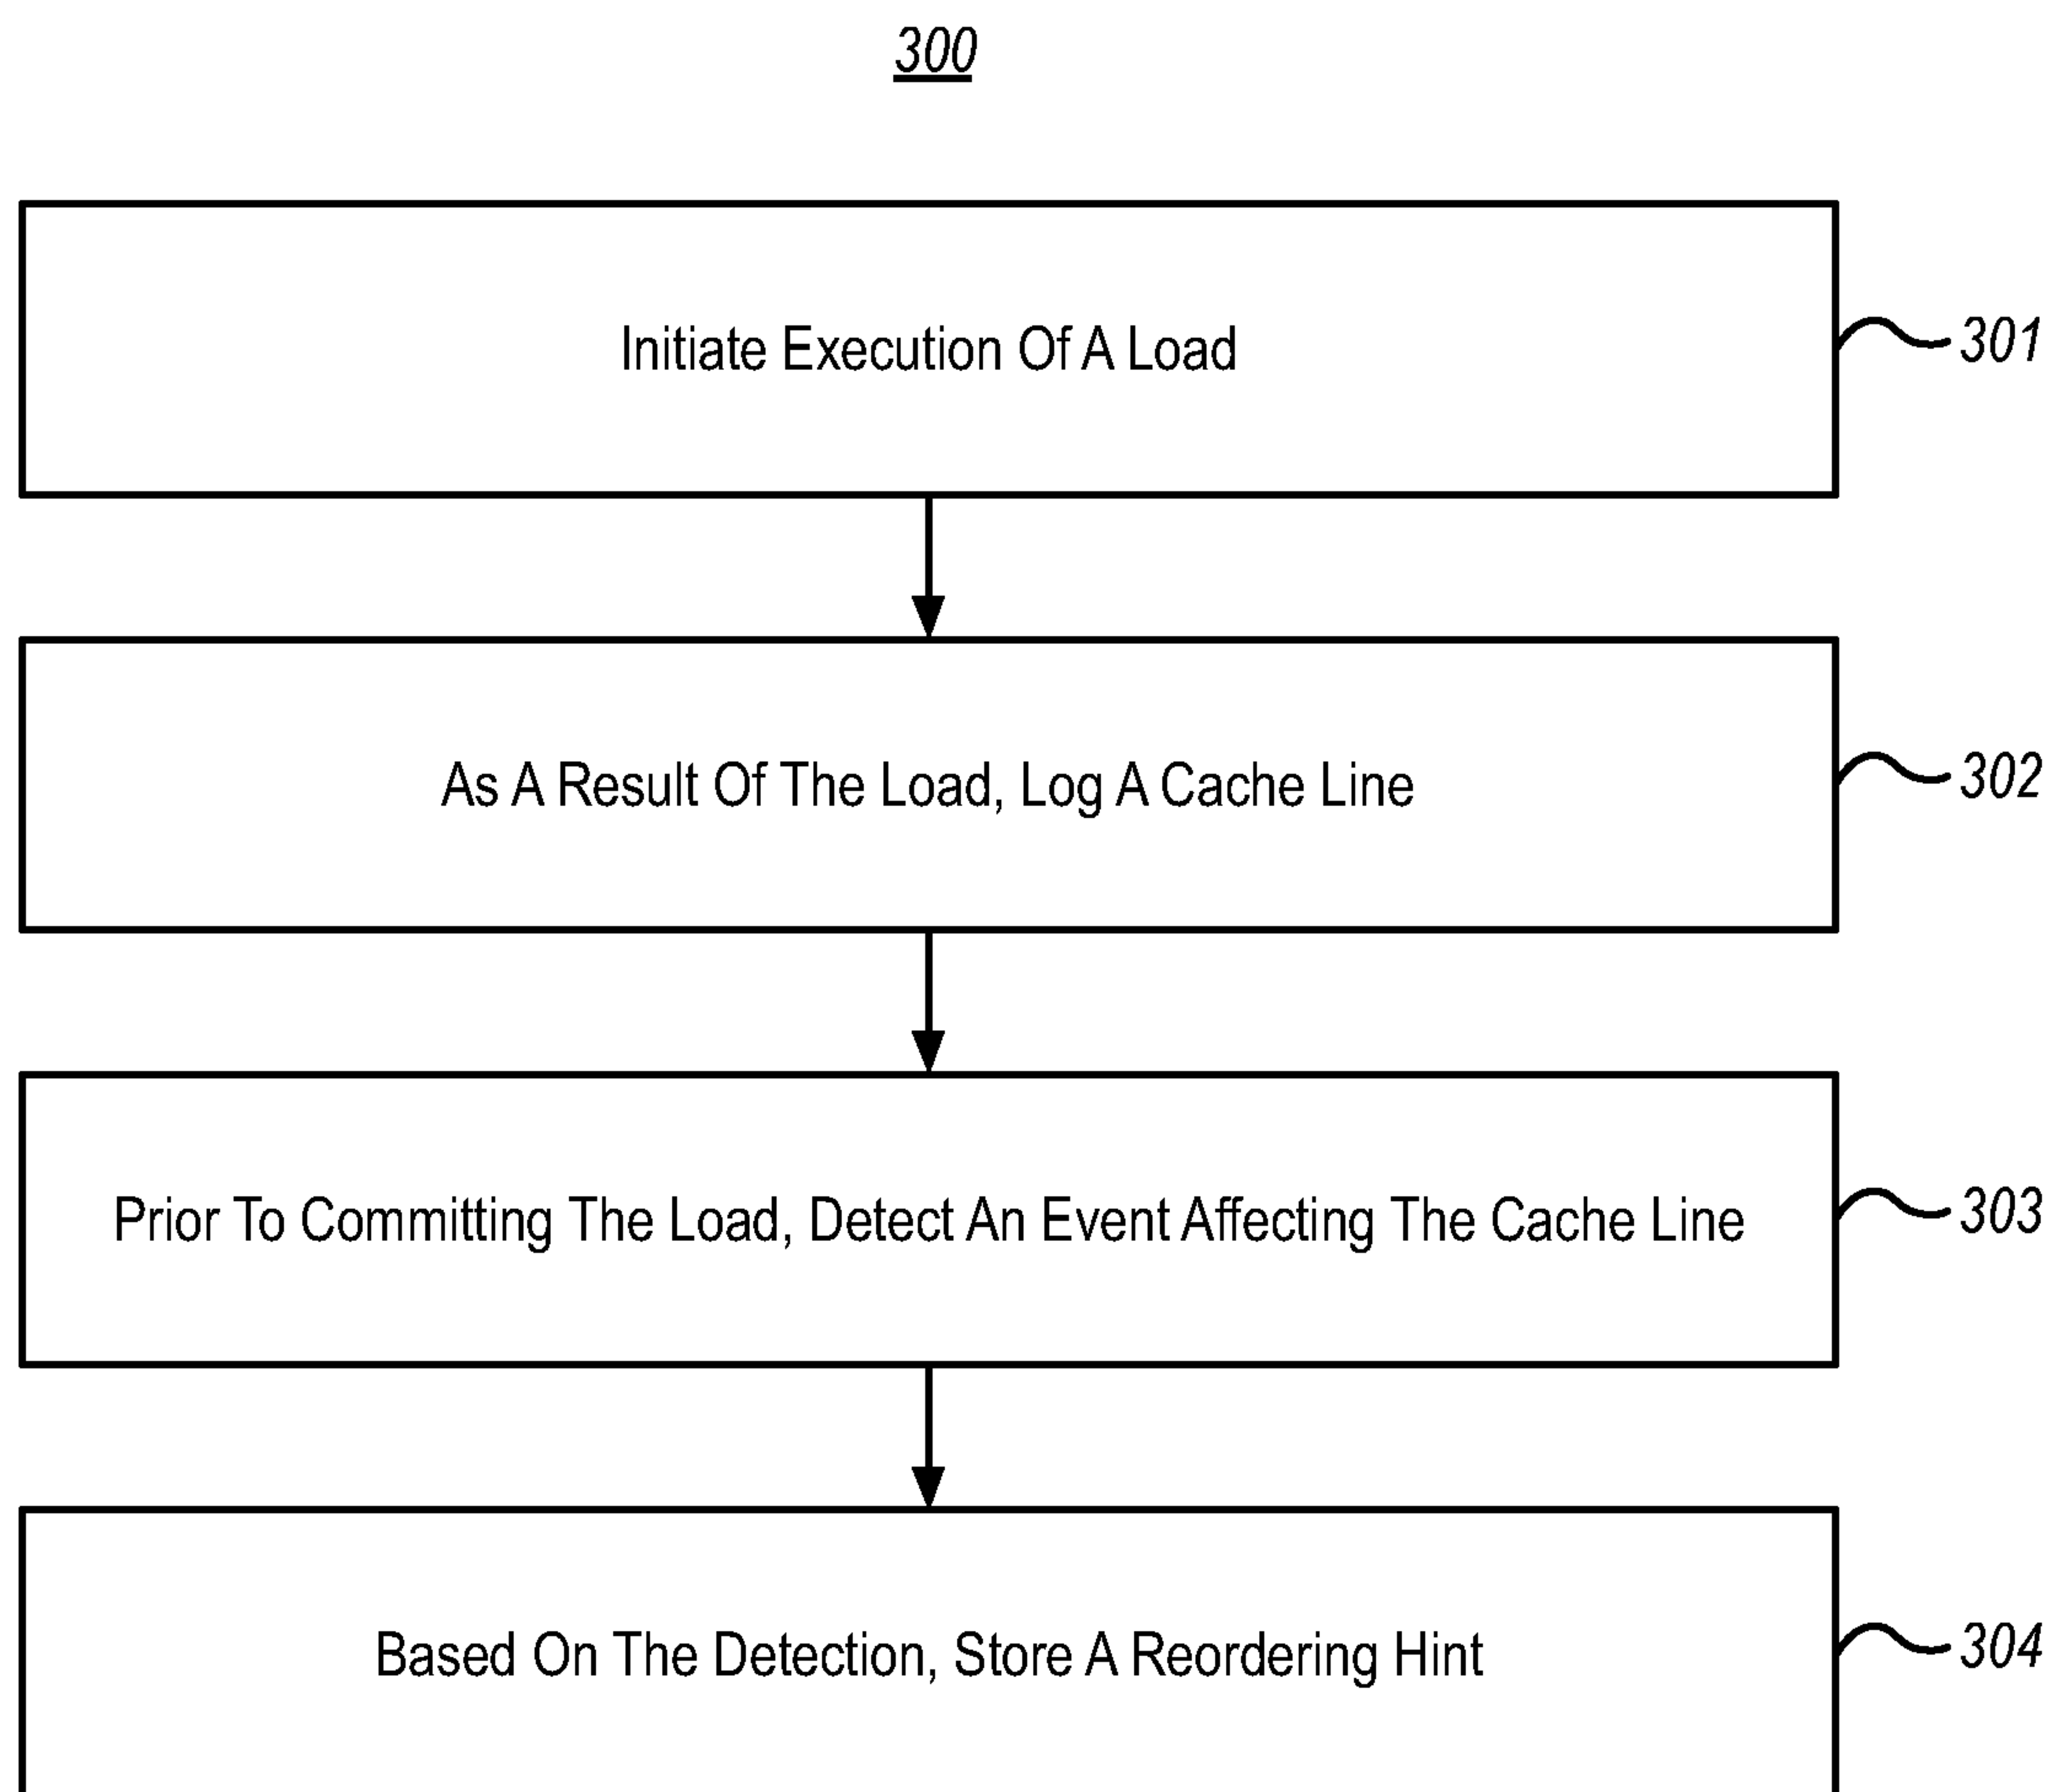 300
Initiate Execution Of A Load
301
As A Result Of The Load, Log A Cache Line
302
Prior To Committing The Load, Detect An Event Affecting The Cache Line
303
Based On The Detection, Store A Reordering Hint
304